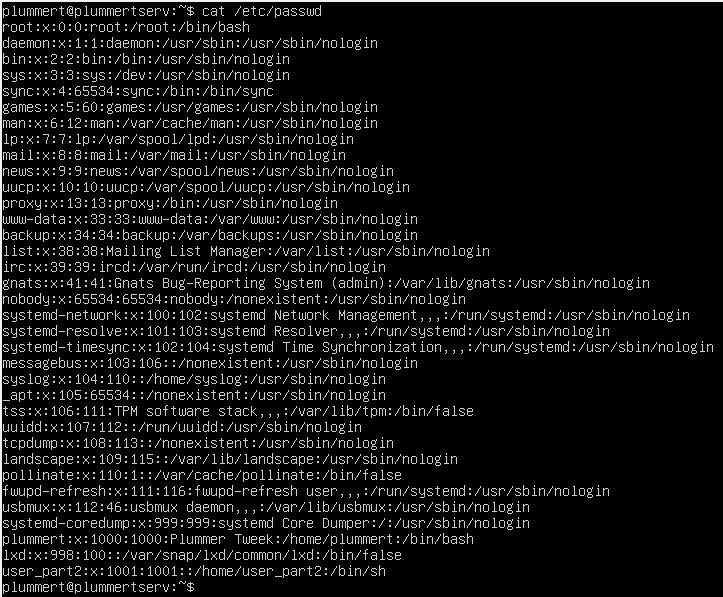 plummert@plummertserv:~$ cat /etc/passwd
root:x:0:0:root:/root:/bin/bash
daemon:x:1:1:daemon:/usr/sbin:/usr/sbin/nologin
bin:x:2:2:bin:/bin:/usr/sbin/nologin
sys:x:3:3:sys:/dev:/usr/sbin/nologin
sync:x:4:65534:sync:/bin:/bin/sync
games:x:5:60:games:/usr/games:/usr/sbin/nologin
man:x:6:12:man:/var/cache/man:/usr/sbin/nologin
lp:x:7:7:lp:/var/spool/lpd:/usr/sbin/nologin
mail:x:8:8:mail:/var/mail:/usr/sbin/nologin
news:x:9:9:news:/var/spool/news:/usr/sbin/nologin
uucp:x:10:10:uucp:/var/spool/uucp:/usr/sbin/nologin
proxy:x:13:13:proxy:/bin:/usr/sbin/nologin
www-data:x:33:33:www-data:/var/www:/usr/sbin/nologin
backup:x:34:34:backup:/var/backups:/usr/sbin/nologin
list:x:38:38:Mailing List Manager:/var/list:/usr/sbin/nologin
irc:x:39:39:ircd:/var/run/ircd:/usr/sbin/nologin
gnats:x:41:41:Gnats Bug-Reporting System (admin):/var/lib/gnats:/usr/sbin/nologin
nobody:x:65534:65534:nobody:/nonexistent:/usr/sbin/nologin
systemd-network:x:100:102:systemd Network Management,,,:/run/systemd:/usr/sbin/nologin
systemd-resolve:x:101:103:systemd Resolver,,,:/run/systemd:/usr/sbin/nologin
systemd-timesync:x:102:104:systemd Time Synchronization,,,:/run/systemd:/usr/sbin/nologin
messagebus:x:103:106::/nonexistent:/usr/sbin/nologin
syslog:x:104:110::/home/syslog:/usr/sbin/nologin
_apt:x:105:65534::/nonexistent:/usr/sbin/nologin
tss:x:106:111:TPM software stack,,,:/var/lib/tpm:/bin/false
uuidd:x:107:112::/run/uuidd:/usr/sbin/nologin
tcpdump:x:108:113::/nonexistent:/usr/sbin/nologin
landscape:x:109:115::/var/lib/landscape:/usr/sbin/nologin
pollinate:x:110:1::/var/cache/pollinate:/bin/false
fwupd-refresh:x:111:116:fwupd-refresh user,,,:/run/systemd:/usr/sbin/nologin
usbmux:x:112:46:usbmux daemon,,,:/var/lib/usbmux:/usr/sbin/nologin
systemd-coredump:x:999:999:systemd Core Dumper:/:/usr/sbin/nologin
plummert:x:1000:1000:Plummer Tweek:/home/plummert:/bin/bash
lxd:x:998:100::/var/snap/lxd/common/lxd:/bin/false
user_part2:x:1001:1001::/home/user_part2:/bin/sh
plummert@plummertserv:~$